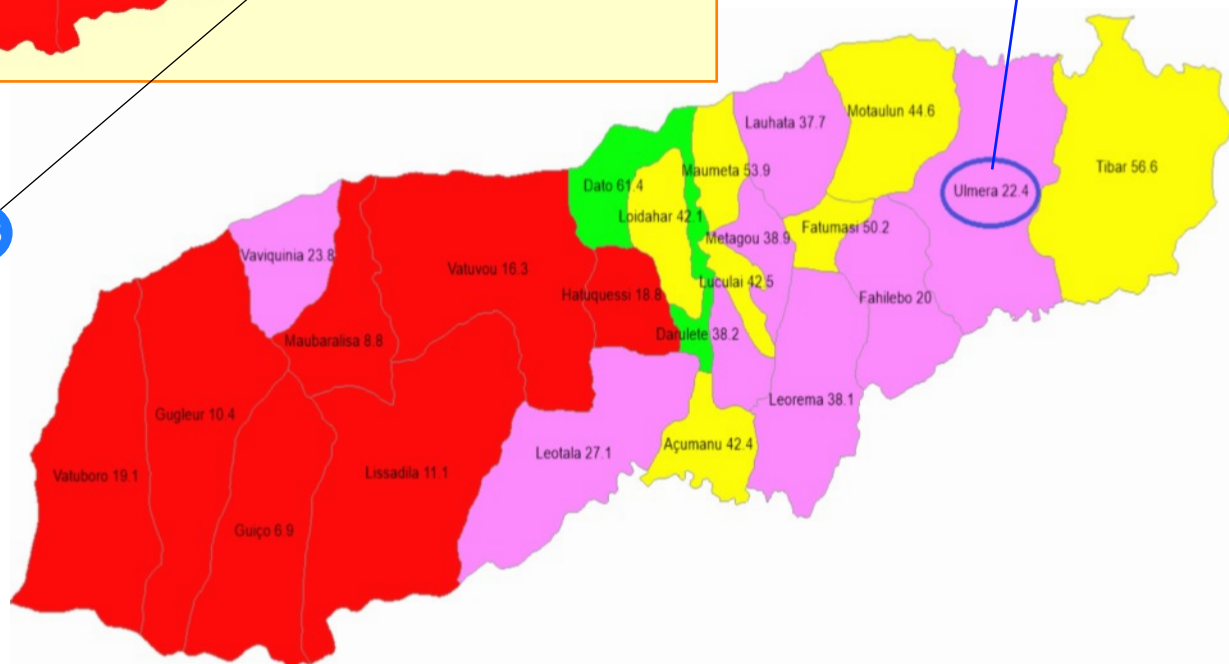 Motaulun 44.6
Lauhata 37.7
Tibar 56.6
Maumeta 53.9
Dato 61.4
Ulmera 22.4
Loidahar 42.1
Fatumasi 50.2
Metagou 38.9
Vaviquinia 23.8
Vatuvou 16.3
Luculai 42.5
Hatuquessi 18.8
Fahilebo 20
Darulete 38.2
Maubaralisa 8.8
Leorema 38.1
Gugleur 10.4
Açumanu 42.4
Leotala 27.1
Lissadila 11.1
Vatuboro 19.1
Guiço 6.9